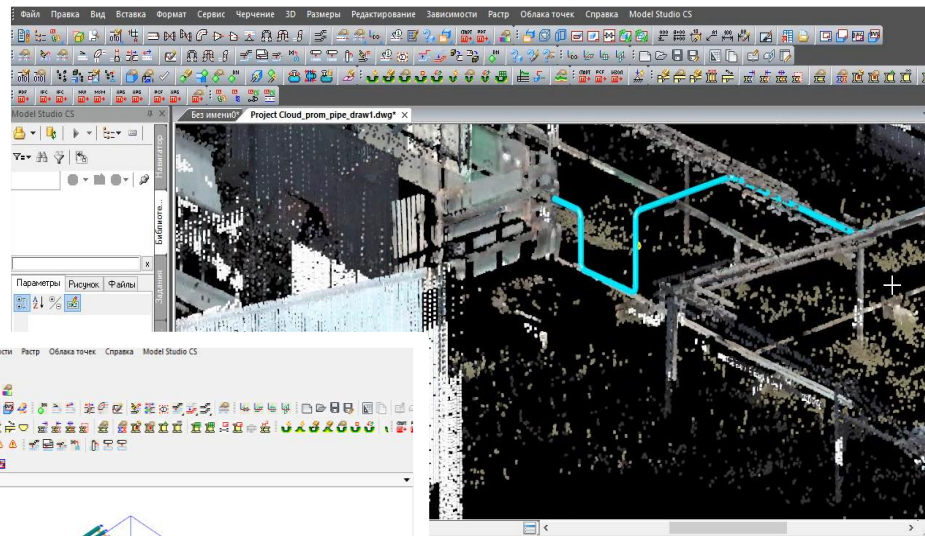 Файл Правка Вид Вставка Формат Сервис Черчение 3D Размеры Редактирование Зависимости Растр Облака точек Справка Model Studio CS
Model Studio CS
Без имени0* Project Cloud_prom_pipe_draw1.dwg*
Навигатор
Библиоте...
Задания
Параметры Рисунок Файлы
сти Растр Облака точек Справка Model Studio CS